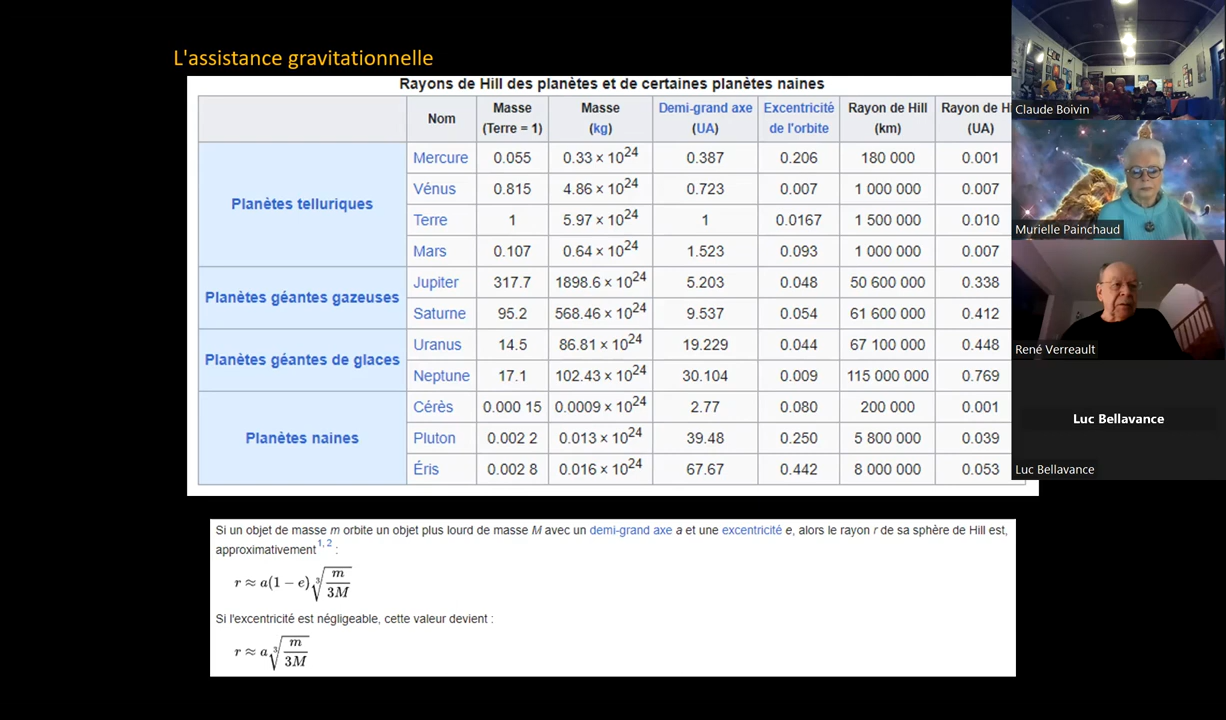 L'assistance gravitationnelle
Rayons de Hill des planètes et de certaines planètes naines
Nom Masse (Terre = 1) Masse (kg) Demi-grand axe (UA) Excentricité de l'orbite Rayon de Hill (km) Rayon de H (UA)
Planètes telluriques
Mercure 0.055 0.33 × 10^24 0.387 0.206 180 000 0.001
Vénus 0.815 4.86 × 10^24 0.723 0.007 1 000 000 0.007
Terre 1 5.97 × 10^24 1 0.0167 1 500 000 0.010
Mars 0.107 0.64 × 10^24 1.523 0.093 1 000 000 0.007
Planètes géantes gazeuses
Jupiter 317.7 1898.6 × 10^24 5.203 0.048 50 600 000 0.338
Saturne 95.2 568.46 × 10^24 9.537 0.054 61 600 000 0.412
Planètes géantes de glaces
Uranus 14.5 86.81 × 10^24 19.229 0.044 67 100 000 0.448
Neptune 17.1 102.43 × 10^24 30.104 0.009 115 000 000 0.769
Planètes naines
Cérès 0.000 15 0.0009 × 10^24 2.77 0.080 200 000 0.001
Pluton 0.002 2 0.013 × 10^24 39.48 0.250 5 800 000 0.039
Éris 0.002 8 0.016 × 10^24 67.67 0.442 8 000 000 0.053
Si un objet de masse m orbite un objet plus lourd de masse M avec un demi-grand axe a et une excentricité e, alors le rayon r de sa sphère de Hill est,
approximativement 1, 2 :
r ≈ a(1 − e) ∛(m/3M)
Si l'excentricité est négligeable, cette valeur devient :
r ≈ a ∛(m/3M)
Claude Boivin
Murielle Painchaud
René Verreault
Luc Bellavance
Luc Bellavance